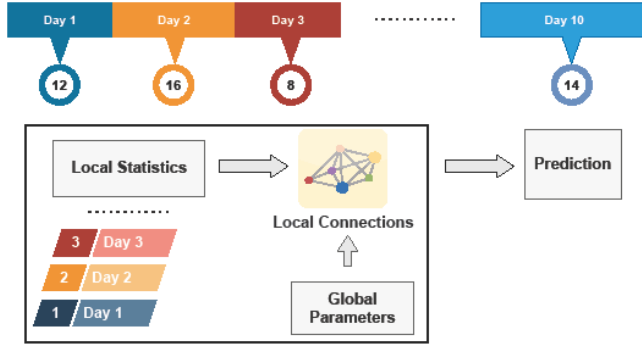 Day 1
Day 2
Day 3
Day 10
12
16
8
14
Local Statistics
Prediction
Local Connections
3 Day 3
2 Day 2
1 Day 1
Global
Parameters